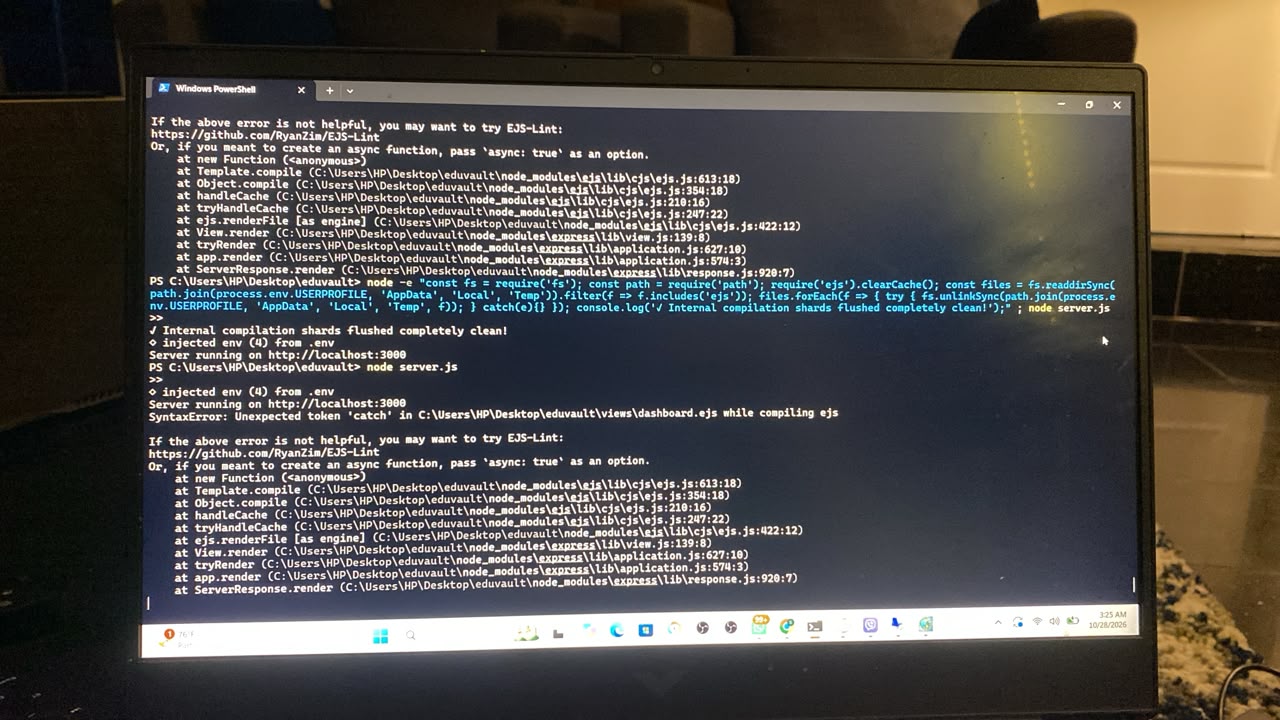 Windows PowerShell
If the above error is not helpful, you may want to try EJS-Lint:
https://github.com/RyanZim/EJS-Lint
Or, if you meant to create an async function, pass `async: true` as an option.
at new Function (<anonymous>)
at Template.compile (C:\Users\HP\Desktop\eduvault\node_modules\ejs\lib\cjs\ejs.js:613:18)
at Object.compile (C:\Users\HP\Desktop\eduvault\node_modules\ejs\lib\cjs\ejs.js:354:18)
at handleCache (C:\Users\HP\Desktop\eduvault\node_modules\ejs\lib\cjs\ejs.js:210:16)
at tryHandleCache (C:\Users\HP\Desktop\eduvault\node_modules\ejs\lib\cjs\ejs.js:247:22)
at ejs.renderFile [as engine] (C:\Users\HP\Desktop\eduvault\node_modules\ejs\lib\cjs\ejs.js:422:12)
at View.render (C:\Users\HP\Desktop\eduvault\node_modules\express\lib\view.js:139:8)
at tryRender (C:\Users\HP\Desktop\eduvault\node_modules\express\lib\application.js:627:10)
at app.render (C:\Users\HP\Desktop\eduvault\node_modules\express\lib\application.js:574:3)
at ServerResponse.render (C:\Users\HP\Desktop\eduvault\node_modules\express\lib\response.js:920:7)
PS C:\Users\HP\Desktop\eduvault> node -e "const fs = require('fs'); const path = require('path'); require('ejs').clearCache(); const files = fs.readdirSync(
path.join(process.env.USERPROFILE, 'AppData', 'Local', 'Temp')).filter(f => f.includes('ejs')); files.forEach(f => { try { fs.unlinkSync(path.join(process.e
nv.USERPROFILE, 'AppData', 'Local', 'Temp', f)); } catch(e){} }); console.log('√ Internal compilation shards flushed completely clean!');" ; node server.js
>>
√ Internal compilation shards flushed completely clean!
◇ injected env (4) from .env
Server running on http://localhost:3000
PS C:\Users\HP\Desktop\eduvault> node server.js
>>
◇ injected env (4) from .env
Server running on http://localhost:3000
SyntaxError: Unexpected token 'catch' in C:\Users\HP\Desktop\eduvault\views\dashboard.ejs while compiling ejs
If the above error is not helpful, you may want to try EJS-Lint:
https://github.com/RyanZim/EJS-Lint
Or, if you meant to create an async function, pass `async: true` as an option.
at new Function (<anonymous>)
at Template.compile (C:\Users\HP\Desktop\eduvault\node_modules\ejs\lib\cjs\ejs.js:613:18)
at Object.compile (C:\Users\HP\Desktop\eduvault\node_modules\ejs\lib\cjs\ejs.js:354:18)
at handleCache (C:\Users\HP\Desktop\eduvault\node_modules\ejs\lib\cjs\ejs.js:210:16)
at tryHandleCache (C:\Users\HP\Desktop\eduvault\node_modules\ejs\lib\cjs\ejs.js:247:22)
at ejs.renderFile [as engine] (C:\Users\HP\Desktop\eduvault\node_modules\ejs\lib\cjs\ejs.js:422:12)
at View.render (C:\Users\HP\Desktop\eduvault\node_modules\express\lib\view.js:139:8)
at tryRender (C:\Users\HP\Desktop\eduvault\node_modules\express\lib\application.js:627:10)
at app.render (C:\Users\HP\Desktop\eduvault\node_modules\express\lib\application.js:574:3)
at ServerResponse.render (C:\Users\HP\Desktop\eduvault\node_modules\express\lib\response.js:920:7)
1 76°F
99+
3:25 AM
10/28/2026